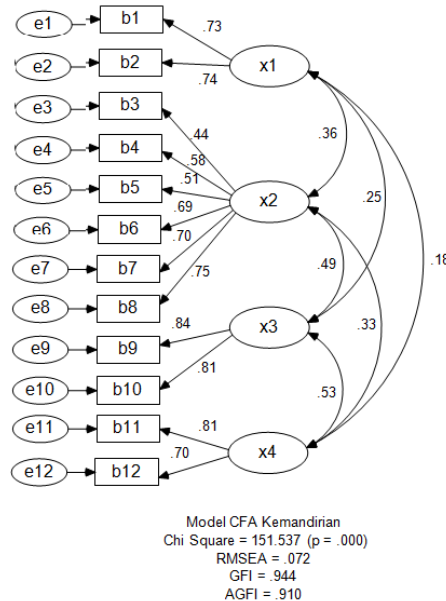 e1 b1 .73
e2 b2 .74 x1
e3 b3 .44
e4 b4 .58 .36
e5 b5 .51 x2 .25
e6 b6 .69
e7 b7 .70 .49 .18
e8 b8 .75 .33
e9 b9 .84 x3
e10 b10 .81
e11 b11 .81 .53
e12 b12 .70 x4
Model CFA Kemandirian
Chi Square = 151.537 (p = .000)
RMSEA = .072
GFI = .944
AGFI = .910